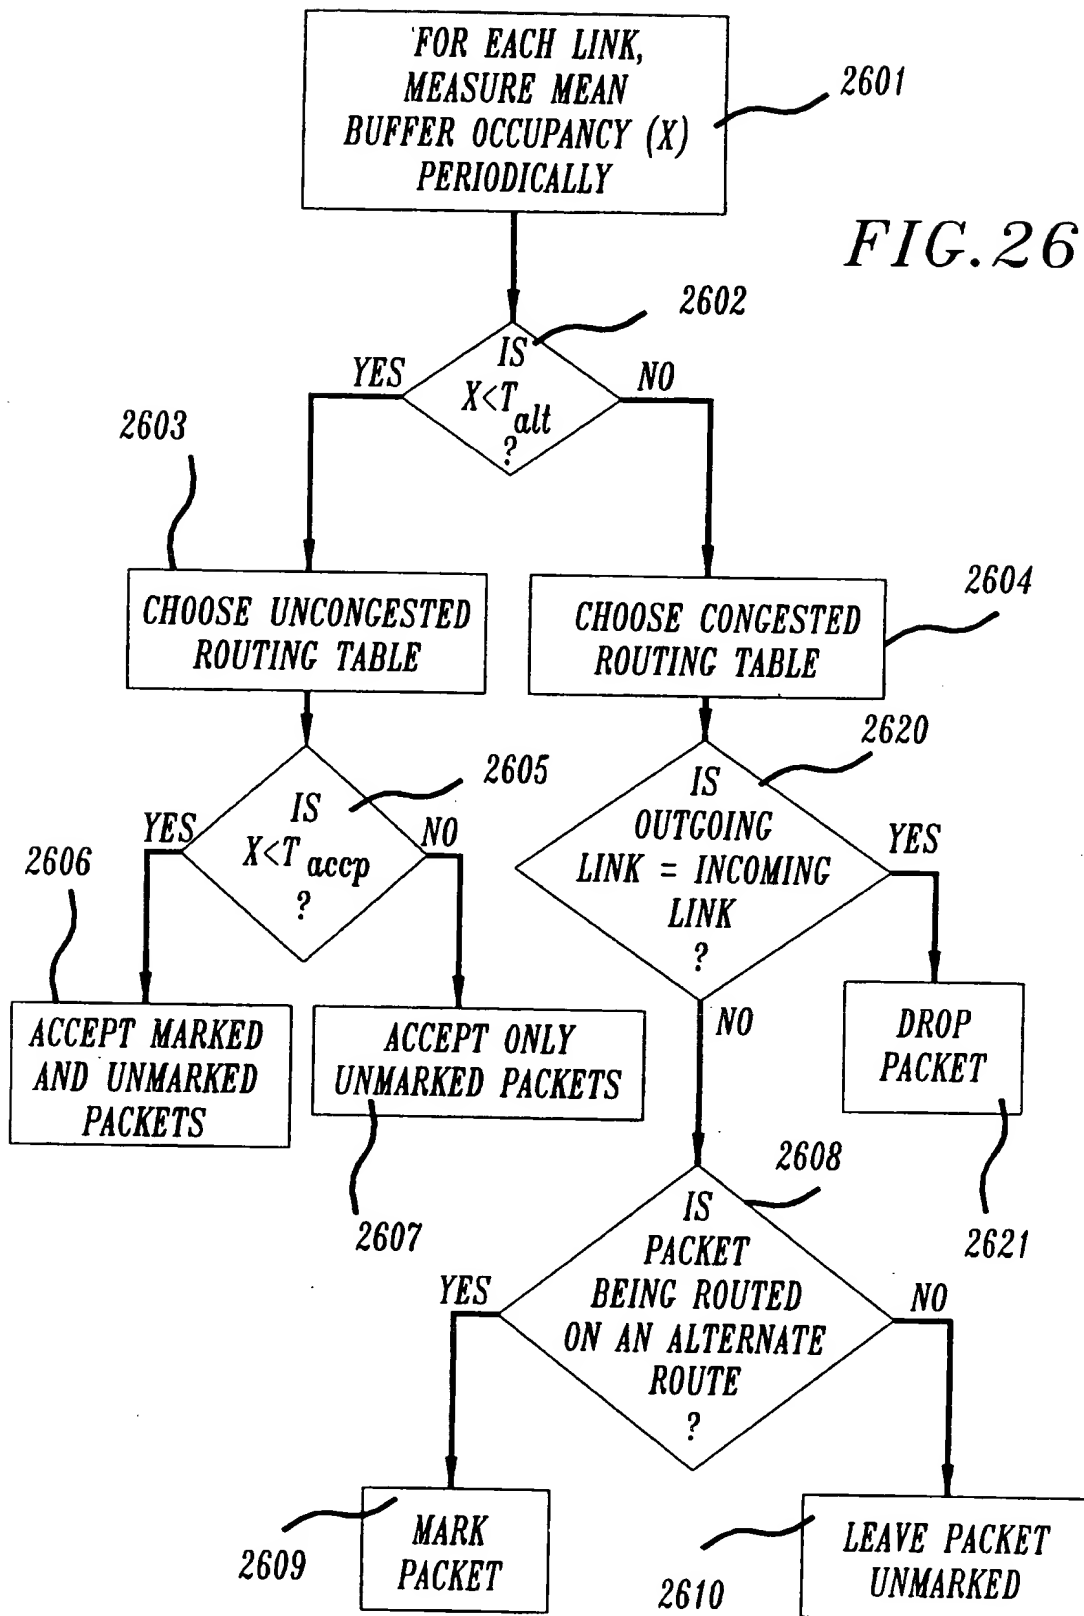 FOR EACH LINK,
MEASURE MEAN
BUFFER OCCUPANCY (X)
PERIODICALLY
2601
FIG. 26
2602
IS
X<T alt
?
YES
NO
2603
CHOOSE UNCONGESTED
ROUTING TABLE
CHOOSE CONGESTED
ROUTING TABLE
2604
2605
IS
X<T accp
?
YES
NO
2620
IS
OUTGOING
LINK = INCOMING
LINK
?
YES
NO
2606
ACCEPT MARKED
AND UNMARKED
PACKETS
ACCEPT ONLY
UNMARKED PACKETS
2607
DROP
PACKET
2621
2608
IS
PACKET
BEING ROUTED
ON AN ALTERNATE
ROUTE
?
YES
NO
2609
MARK
PACKET
2610
LEAVE PACKET
UNMARKED